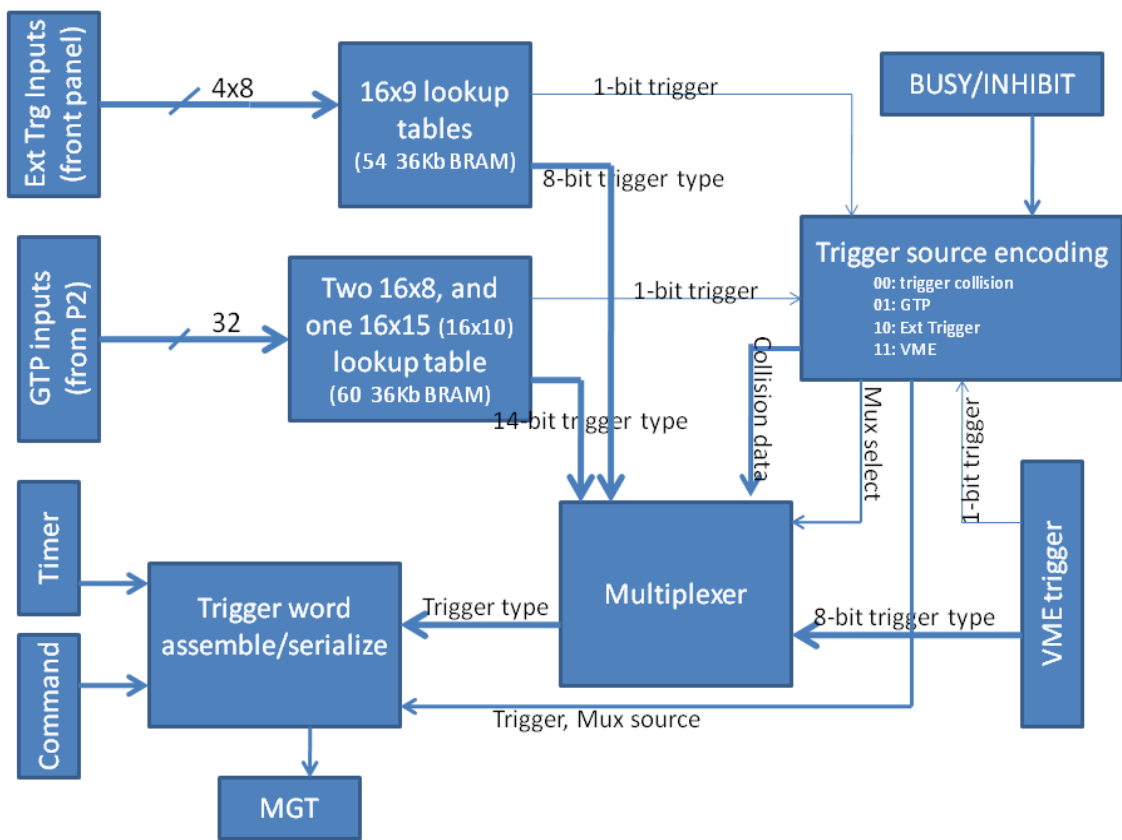 Ext Trg Inputs
(front panel)
4x8
16x9 lookup
tables
(54 36Kb BRAM)
1-bit trigger
8-bit trigger type
BUSY/INHIBIT
GTP inputs
(from P2)
32
Two 16x8, and
one 16x15 (16x10)
lookup table
(60 36Kb BRAM)
1-bit trigger
14-bit trigger type
Trigger source encoding
00: trigger collision
01: GTP
10: Ext Trigger
11: VME
Collision data
Mux select
1-bit trigger
VME trigger
8-bit trigger type
Multiplexer
Trigger type
Timer
Command
Trigger word
assemble/serialize
Trigger, Mux source
MGT